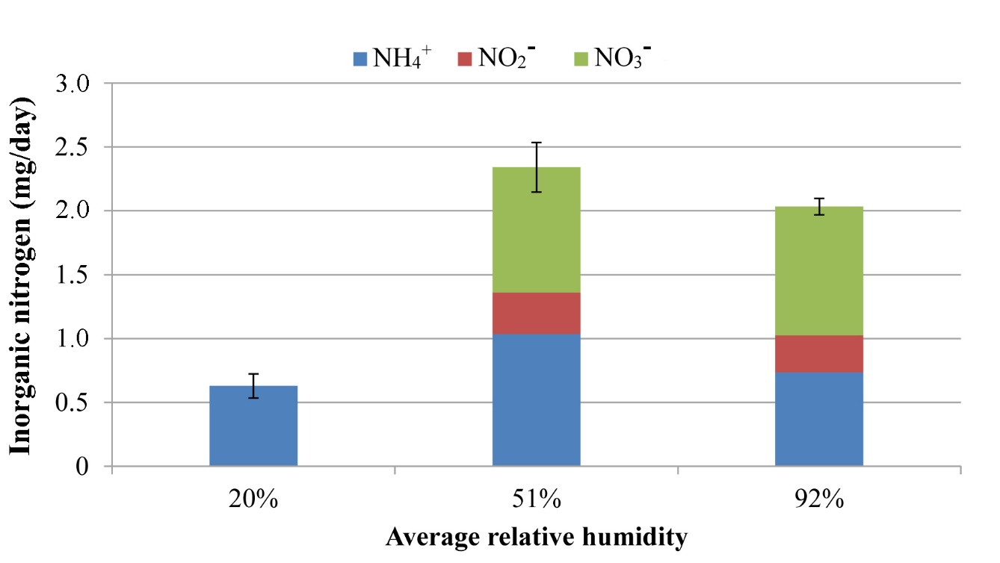 NH₄⁺ NO₂⁻ NO₃⁻
3.0
2.5
2.0
1.5
1.0
0.5
0
Inorganic nitrogen (mg/day)
20% 51% 92%
Average relative humidity